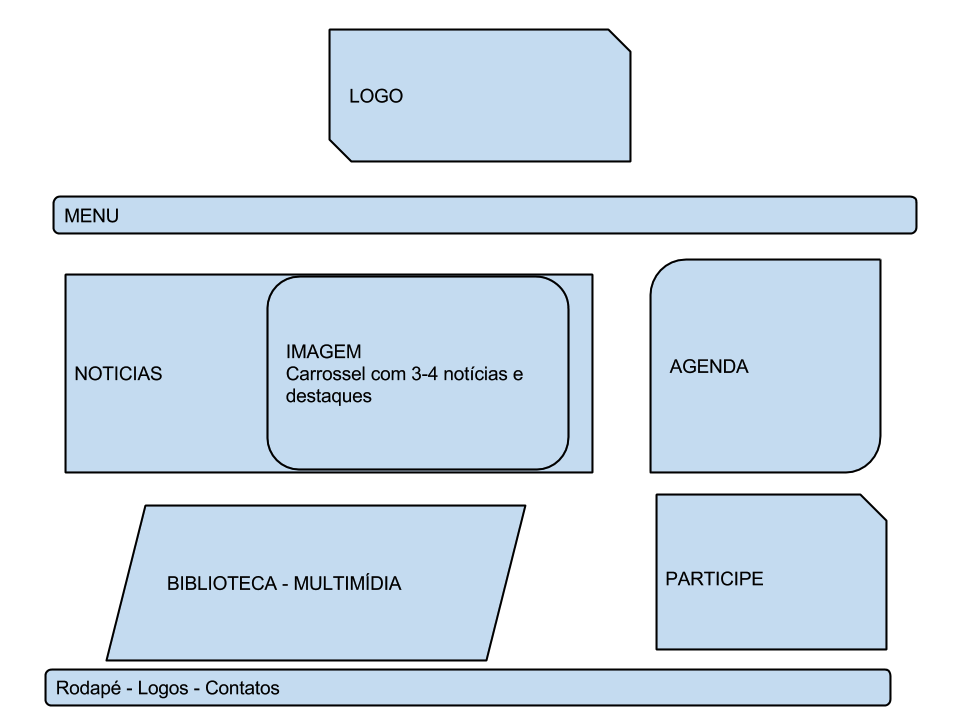 LOGO
MENU
NOTICIAS
IMAGEM
Carrossel com 3-4 notícias e
destaques
AGENDA
BIBLIOTECA - MULTIMÍDIA
PARTICIPE
Rodapé - Logos - Contatos